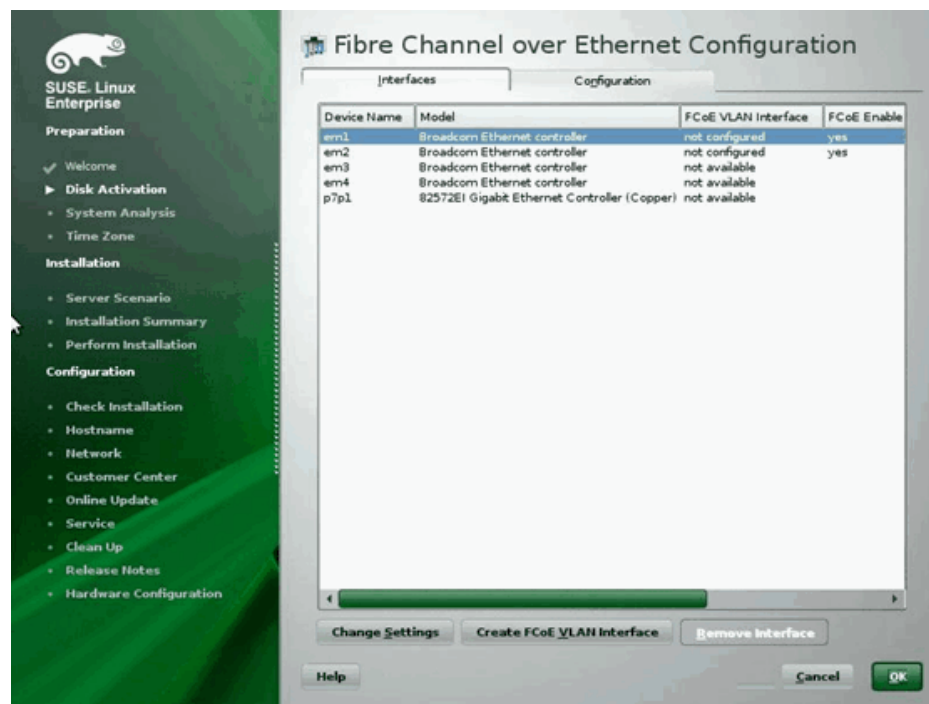 SUSE. Linux
Enterprise
Preparation
Welcome
Disk Activation
System Analysis
Time Zone
Installation
Server Scenario
Installation Summary
Perform Installation
Configuration
Check Installation
Hostname
Network
Customer Center
Online Update
Service
Clean Up
Release Notes
Hardware Configuration
Fibre Channel over Ethernet Configuration
Interfaces Configuration
Device Name Model FCoE VLAN Interface FCoE Enable
em1 Broadcom Ethernet controller not configured yes
em2 Broadcom Ethernet controller not configured yes
em3 Broadcom Ethernet controller not available
em4 Broadcom Ethernet controller not available
p7p1 82572EI Gigabit Ethernet Controller (Copper) not available
Change Settings Create FCoE VLAN Interface Remove Interface
Help Cancel OK